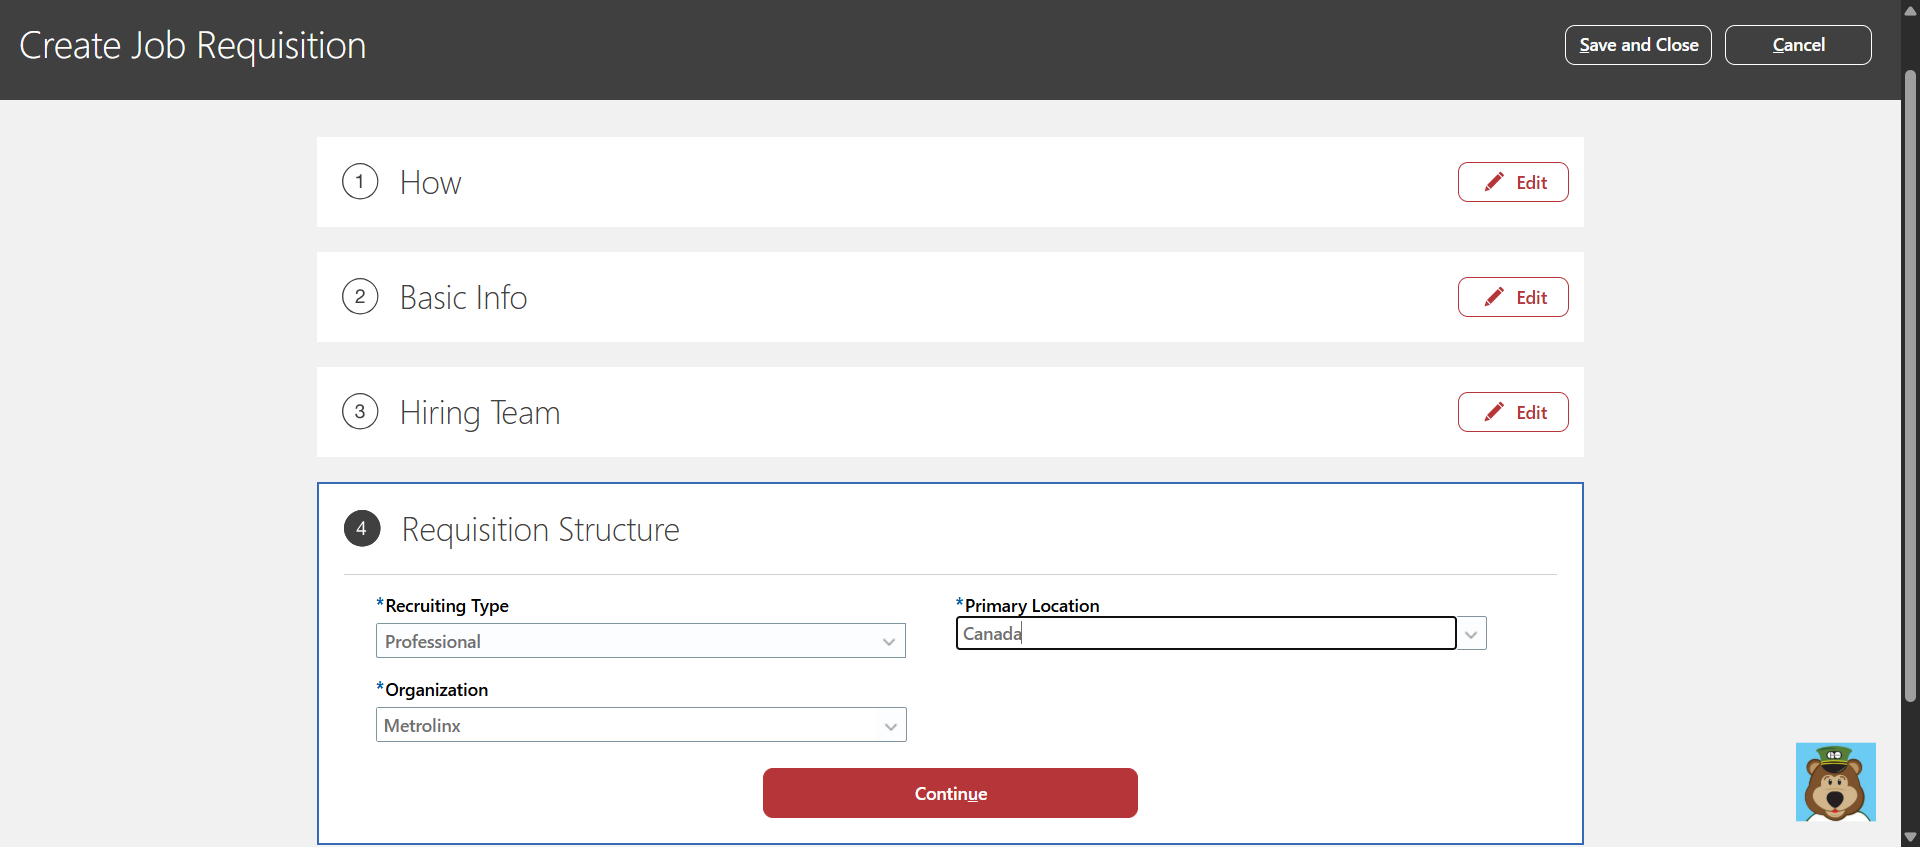 Create Job Requisition
Save and Close
Cancel
1
How
Edit
2
Basic Info
Edit
3
Hiring Team
Edit
4
Requisition Structure
*Recruiting Type
*Primary Location
Professional
Canada
*Organization
Metrolinx
Continue
GO